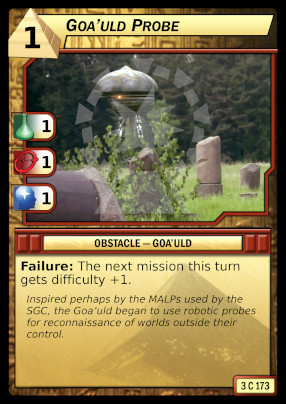 1
GOA'ULD PROBE
1
1
1
OBSTACLE — GOA'ULD
Failure: The next mission this turn
gets difficulty +1.
Inspired perhaps by the MALPs used by the
SGC, the Goa'uld began to use robotic probes
for reconnaissance of worlds outside their
control.
3 C 173